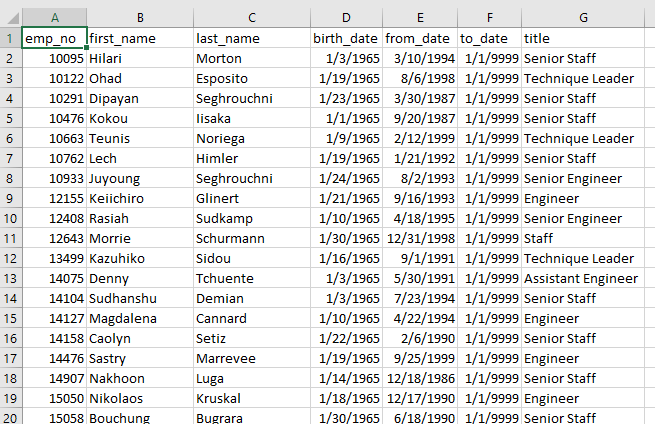 A B C D E F G
1 emp_no first_name last_name birth_date from_date to_date title
2 10095 Hilari Morton 1/3/1965 3/10/1994 1/1/9999 Senior Staff
3 10122 Ohad Esposito 1/19/1965 8/6/1998 1/1/9999 Technique Leader
4 10291 Dipayan Seghrouchni 1/23/1965 3/30/1987 1/1/9999 Senior Staff
5 10476 Kokou Iisaka 1/1/1965 9/20/1987 1/1/9999 Senior Staff
6 10663 Teunis Noriega 1/9/1965 2/12/1999 1/1/9999 Technique Leader
7 10762 Lech Himler 1/19/1965 1/21/1992 1/1/9999 Senior Staff
8 10933 Juyoung Seghrouchni 1/24/1965 8/2/1993 1/1/9999 Senior Engineer
9 12155 Keiichiro Glinert 1/21/1965 9/16/1993 1/1/9999 Engineer
10 12408 Rasiah Sudkamp 1/10/1965 4/18/1995 1/1/9999 Senior Engineer
11 12643 Morrie Schurmann 1/30/1965 12/31/1998 1/1/9999 Staff
12 13499 Kazuhiko Sidou 1/16/1965 9/1/1991 1/1/9999 Technique Leader
13 14075 Denny Tchuente 1/3/1965 5/30/1991 1/1/9999 Assistant Engineer
14 14104 Sudhanshu Demian 1/3/1965 7/23/1994 1/1/9999 Senior Staff
15 14127 Magdalena Cannard 1/10/1965 4/22/1994 1/1/9999 Engineer
16 14158 Caolyn Setiz 1/22/1965 2/6/1990 1/1/9999 Senior Staff
17 14476 Sastry Marrevee 1/19/1965 9/25/1999 1/1/9999 Engineer
18 14907 Nakhoon Luga 1/14/1965 12/18/1986 1/1/9999 Senior Staff
19 15050 Nikolaos Kruskal 1/18/1965 12/17/1990 1/1/9999 Engineer
20 15058 Bouchung Bugrara 1/30/1965 6/18/1990 1/1/9999 Senior Staff